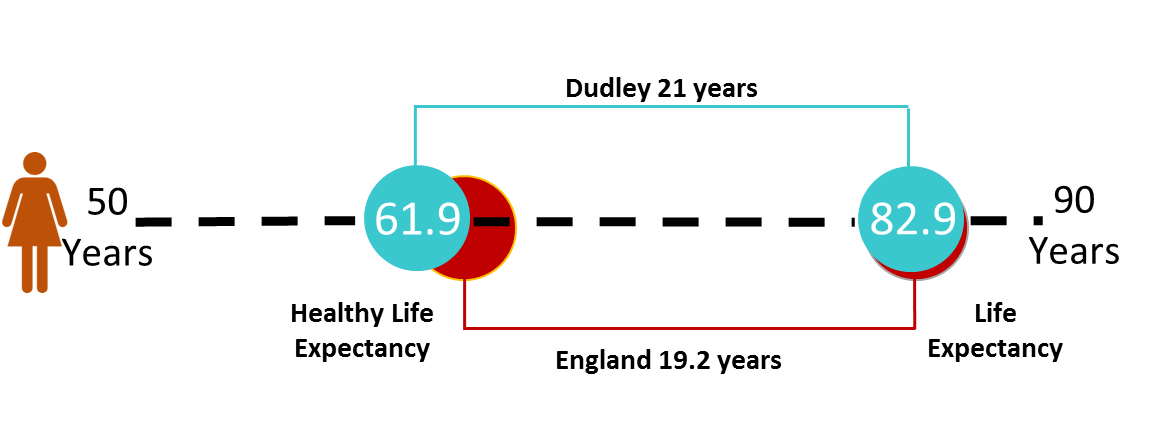 Dudley 21 years
50
Years
61.9
82.9
90
Years
Healthy Life
Expectancy
Life
Expectancy
England 19.2 years